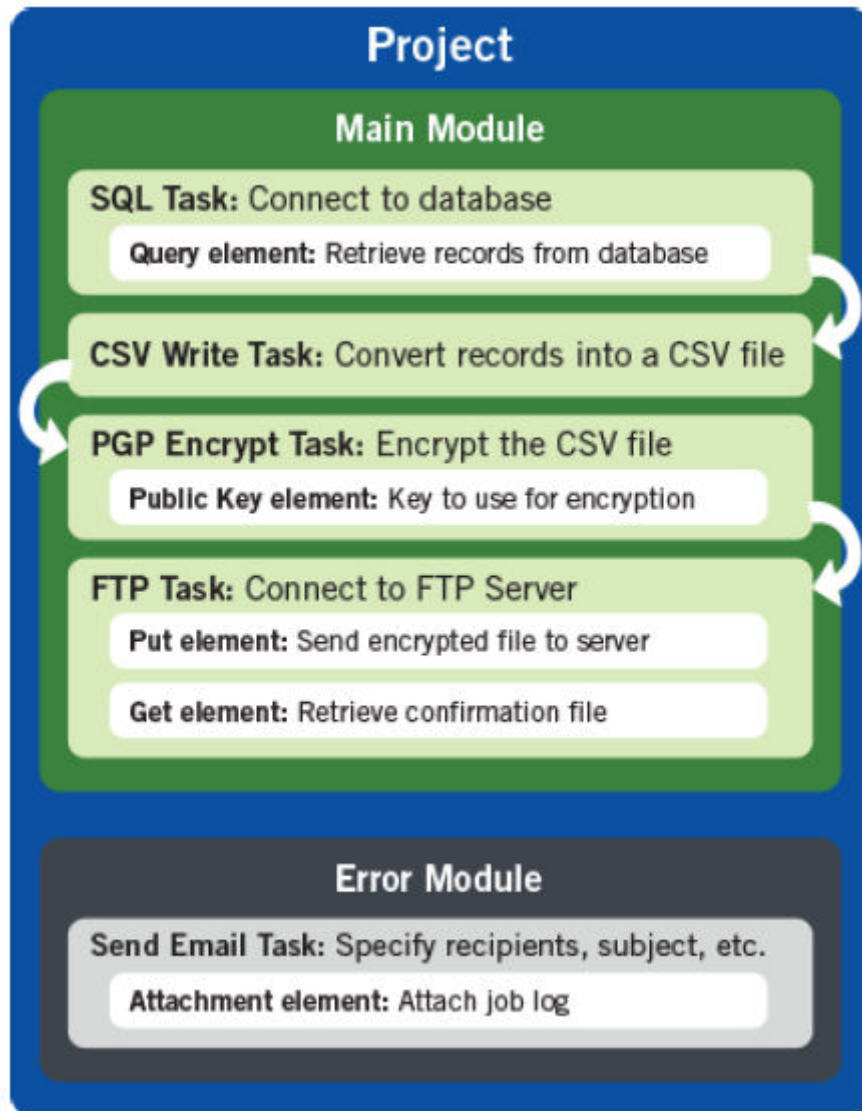 Project
Main Module
SQL Task: Connect to database
Query element: Retrieve records from database
CSV Write Task: Convert records into a CSV file
PGP Encrypt Task: Encrypt the CSV file
Public Key element: Key to use for encryption
FTP Task: Connect to FTP Server
Put element: Send encrypted file to server
Get element: Retrieve confirmation file
Error Module
Send Email Task: Specify recipients, subject, etc.
Attachment element: Attach job log